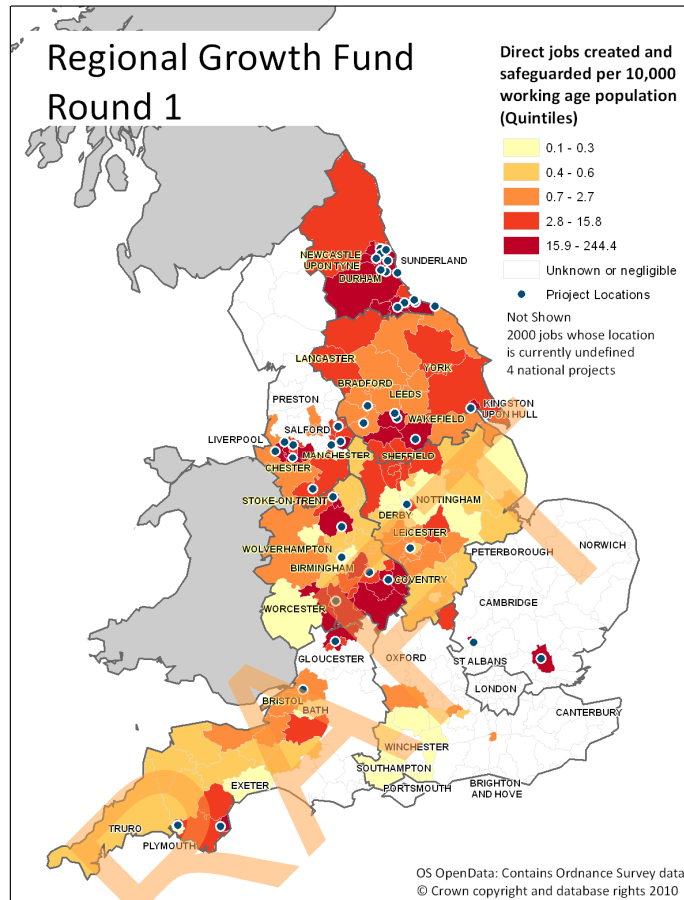 Regional Growth Fund
Round 1
Direct jobs created and
safeguarded per 10,000
working age population
(Quintiles)
0.1 - 0.3
0.4 - 0.6
0.7 - 2.7
2.8 - 15.8
15.9 - 244.4
Unknown or negligible
Project Locations
Not Shown
2000 jobs whose location
is currently undefined
4 national projects
NEWCASTLE
UPON TYNE
SUNDERLAND
DURHAM
LANCASTER
YORK
BRADFORD
LEEDS
PRESTON
KINGSTON
UPON HULL
WAKEFIELD
SALFORD
LIVERPOOL
MANCHESTER
SHEFFIELD
CHESTER
STOKE-ON-TRENT
NOTTINGHAM
DERBY
LEICESTER
NORWICH
WOLVERHAMPTON
PETERBOROUGH
BIRMINGHAM
COVENTRY
CAMBRIDGE
WORCESTER
GLOUCESTER
OXFORD
ST ALBANS
LONDON
BRISTOL
BATH
CANTERBURY
WINCHESTER
SOUTHAMPTON
EXETER
PORTSMOUTH
BRIGHTON
AND HOVE
TRURO
PLYMOUTH
DRAFT
OS OpenData: Contains Ordnance Survey data
© Crown copyright and database rights 2010